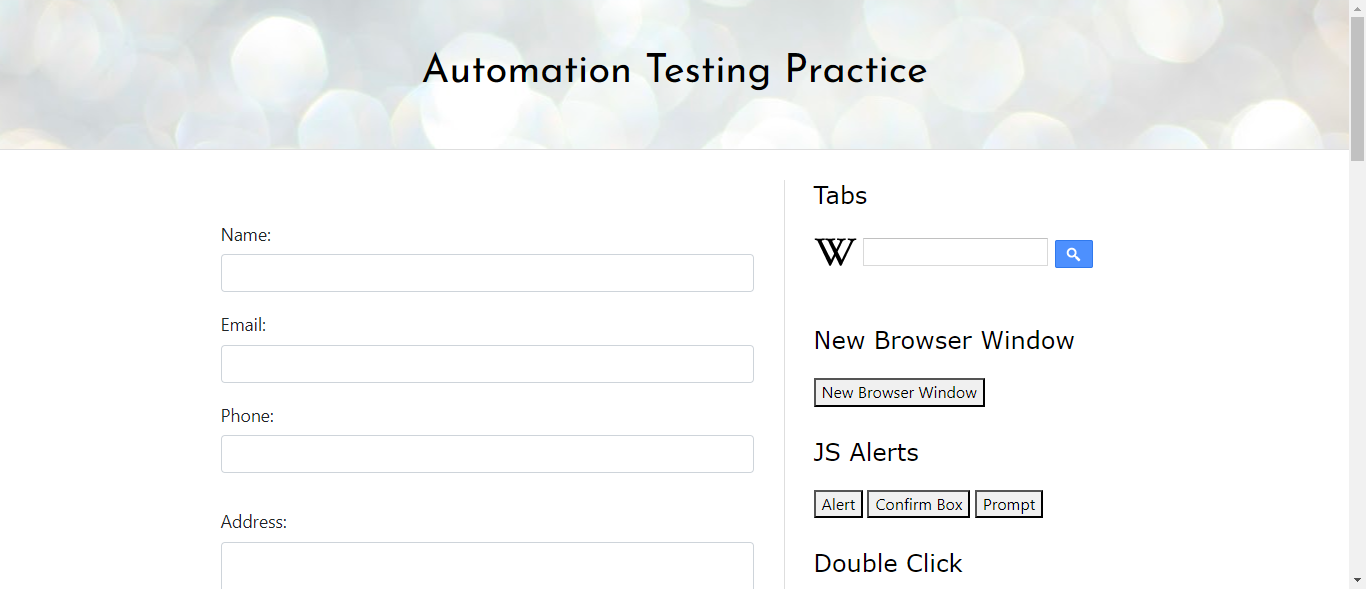 Automation Testing Practice
Name:
Email:
Phone:
Address:
Tabs
W
New Browser Window
New Browser Window
JS Alerts
Alert Confirm Box Prompt
Double Click